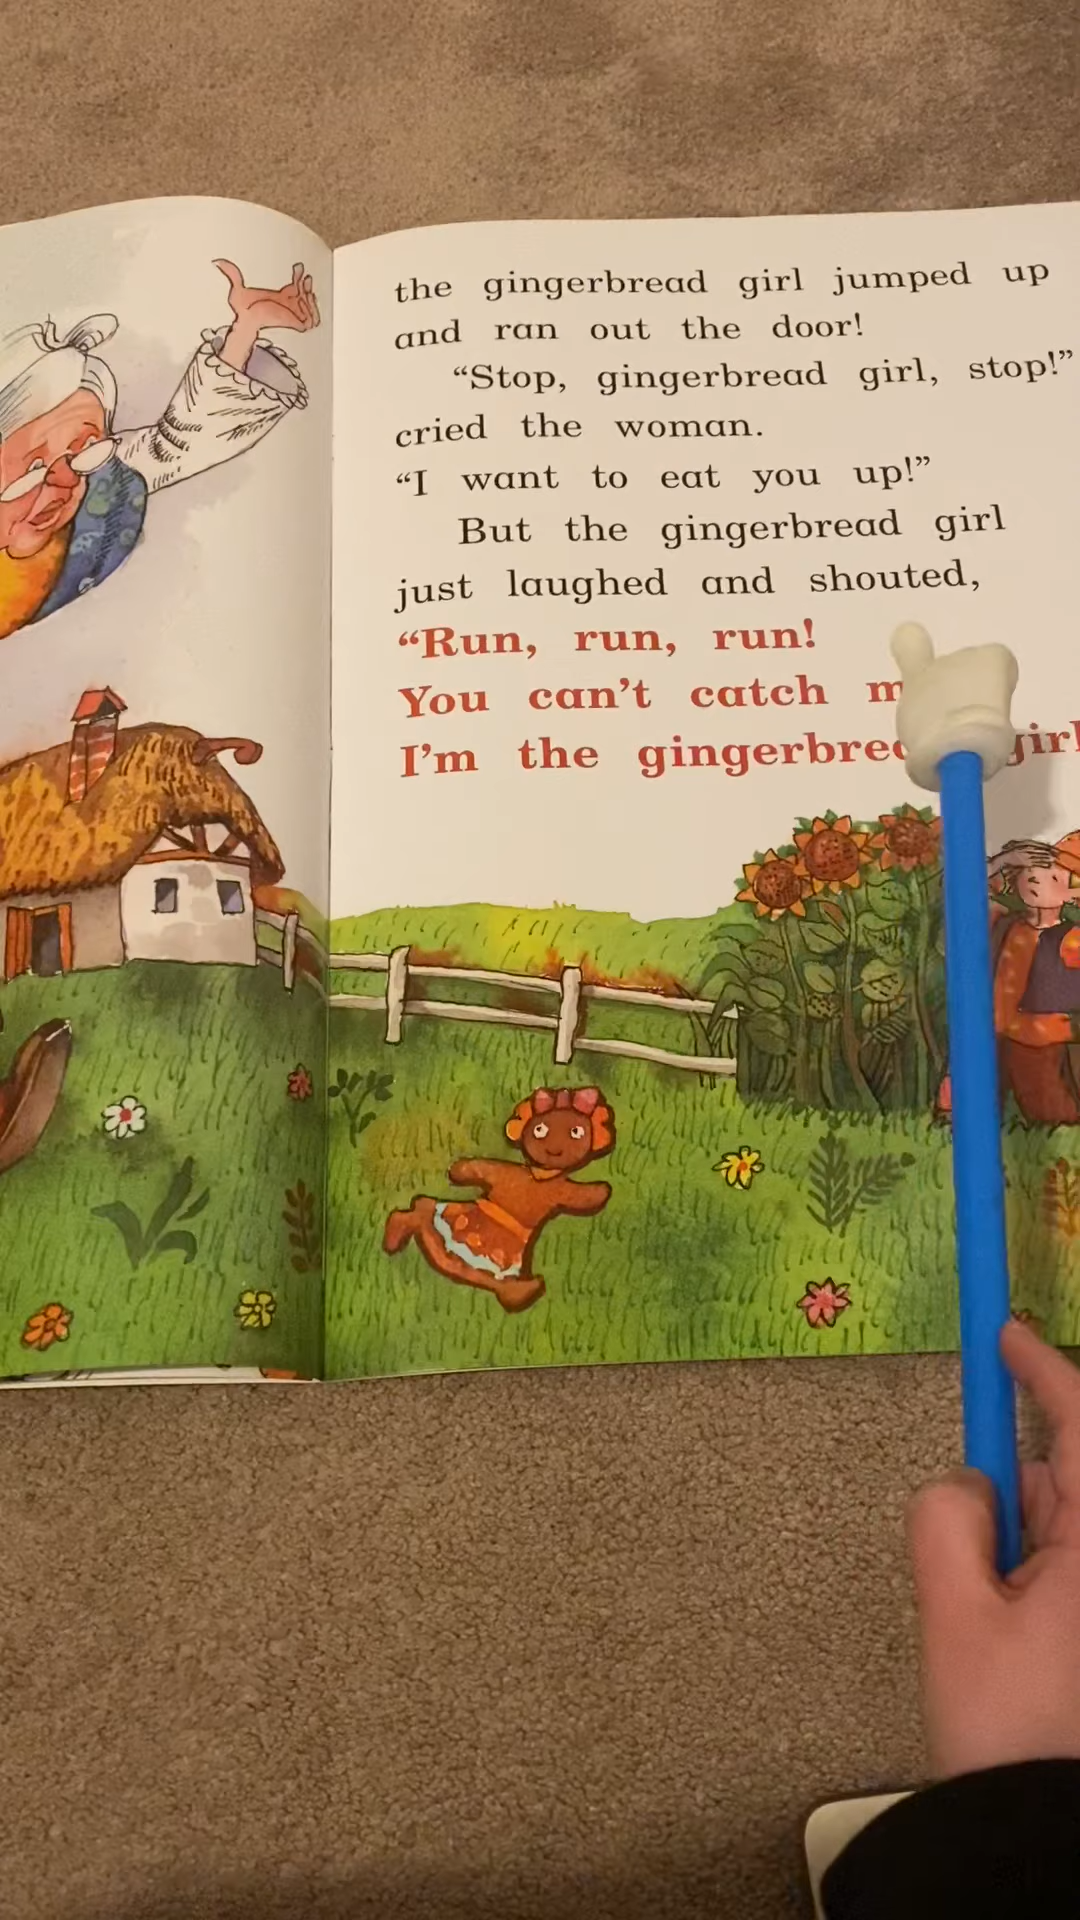 the gingerbread girl jumped up
and ran out the door!
“Stop, gingerbread girl, stop!”
cried the woman.
“I want to eat you up!”
But the gingerbread girl
just laughed and shouted,
“Run, run, run!
You can’t catch
I’m the